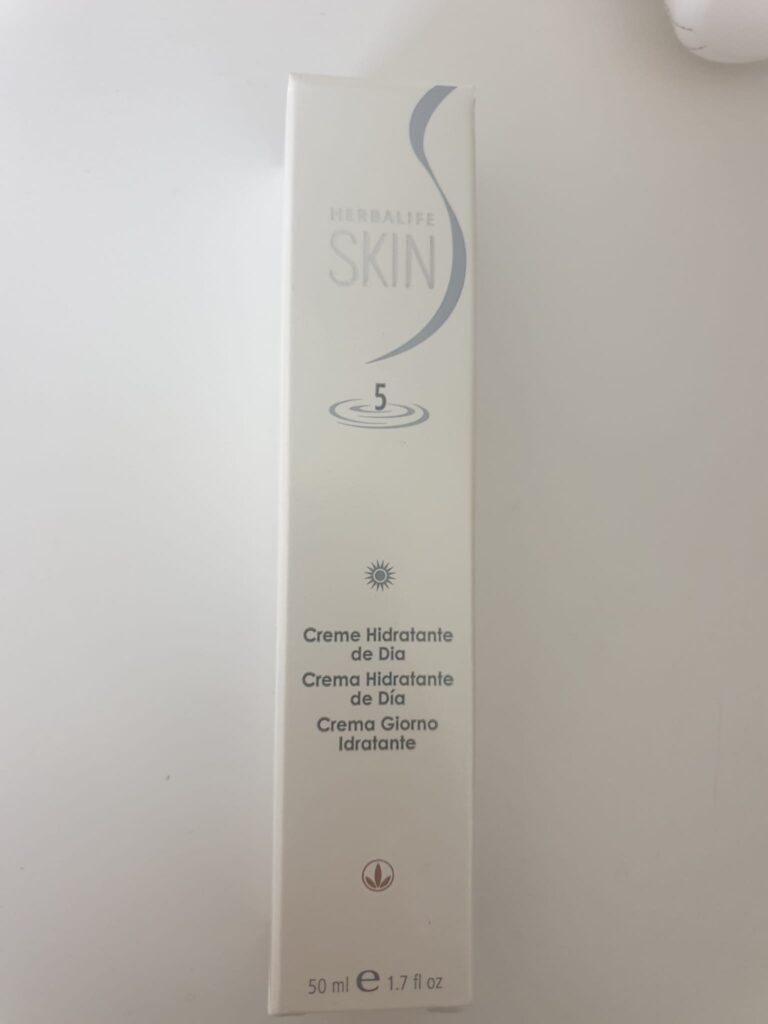 HERBALIFE
SKIN
5
Creme Hidratante
de Dia
Crema Hidratante
de Día
Crema Giorno
Idratante
50 ml e 1.7 fl oz